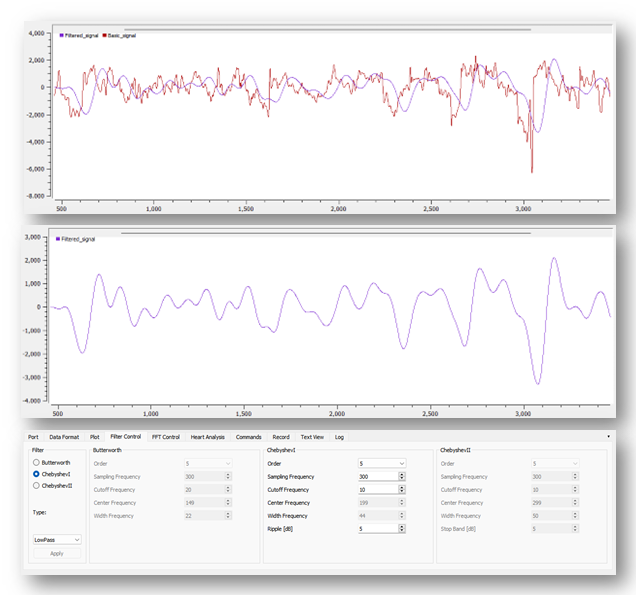 4,000
Filtered_signal Basic_signal
2,000
0
-2,000
-4,000
-6,000
-8.000
500 1,000 1,500 2,000 2,500 3,000
3,000
Filtered_signal
2,000
1,000
0
-1,000
-2,000
-3,000
-4.000
500 1,000 1,500 2,000 2,500 3,000
Port Data Format Plot Filter Control FFT Control Heart Analysis Commands Record Text View Log
Filter Butterworth ChebyshevI ChebyshevII
Butterworth Order 5 Order 5 Order 5
ChebyshevI Sampling Frequency 300 Sampling Frequency 300 Sampling Frequency 300
ChebyshevII Cutoff Frequency 20 Cutoff Frequency 10 Cutoff Frequency 10
Center Frequency 149 Center Frequency 199 Center Frequency 299
Type: Width Frequency 22 Width Frequency 44 Width Frequency 50
Ripple [dB] 5 Stop Band [dB] 5
LowPass
Apply